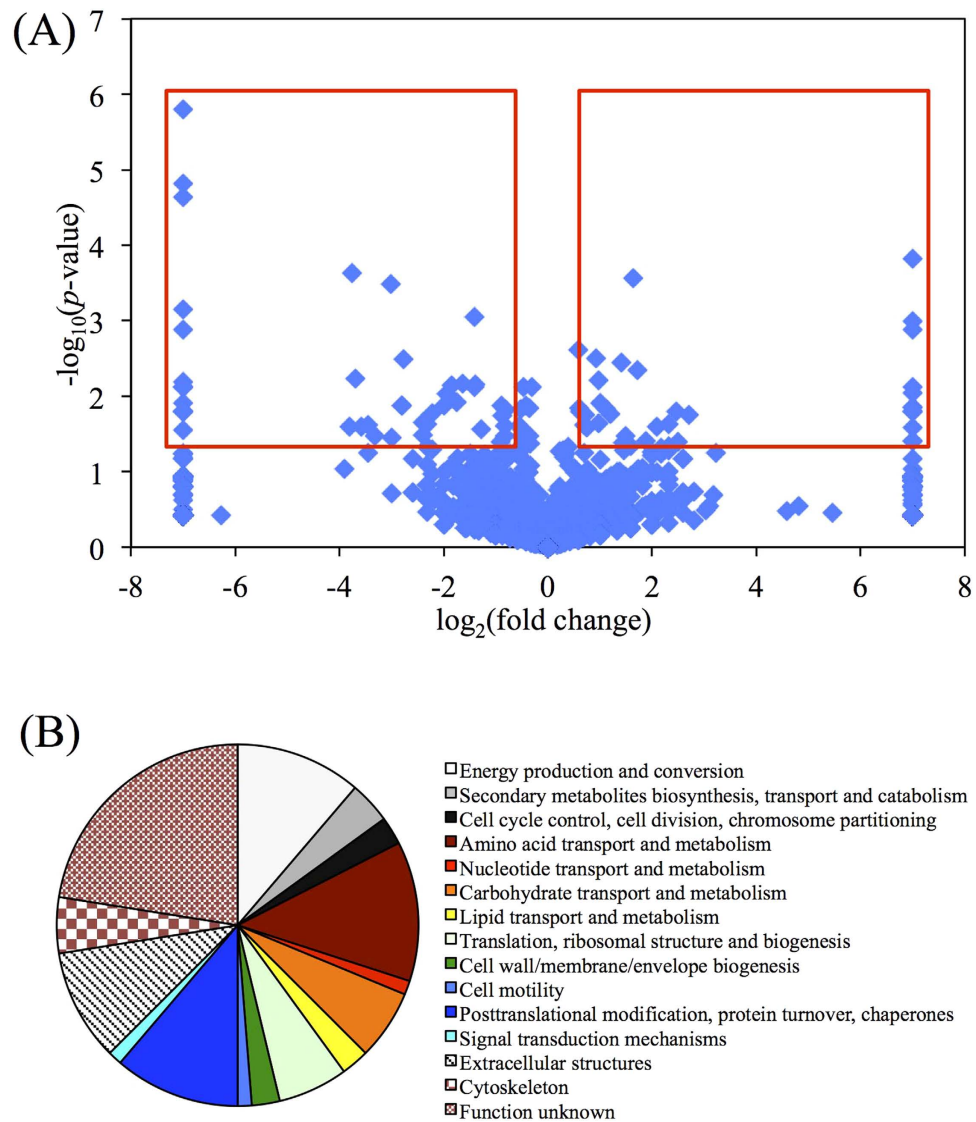 (A)
7
6
5
4
3
2
1
0
-log10(p-value)
-8 -6 -4 -2 0 2 4 6 8
log2(fold change)
(B)
Energy production and conversion
Secondary metabolites biosynthesis, transport and catabolism
Cell cycle control, cell division, chromosome partitioning
Amino acid transport and metabolism
Nucleotide transport and metabolism
Carbohydrate transport and metabolism
Lipid transport and metabolism
Translation, ribosomal structure and biogenesis
Cell wall/membrane/envelope biogenesis
Cell motility
Posttranslational modification, protein turnover, chaperones
Signal transduction mechanisms
Extracellular structures
Cytoskeleton
Function unknown